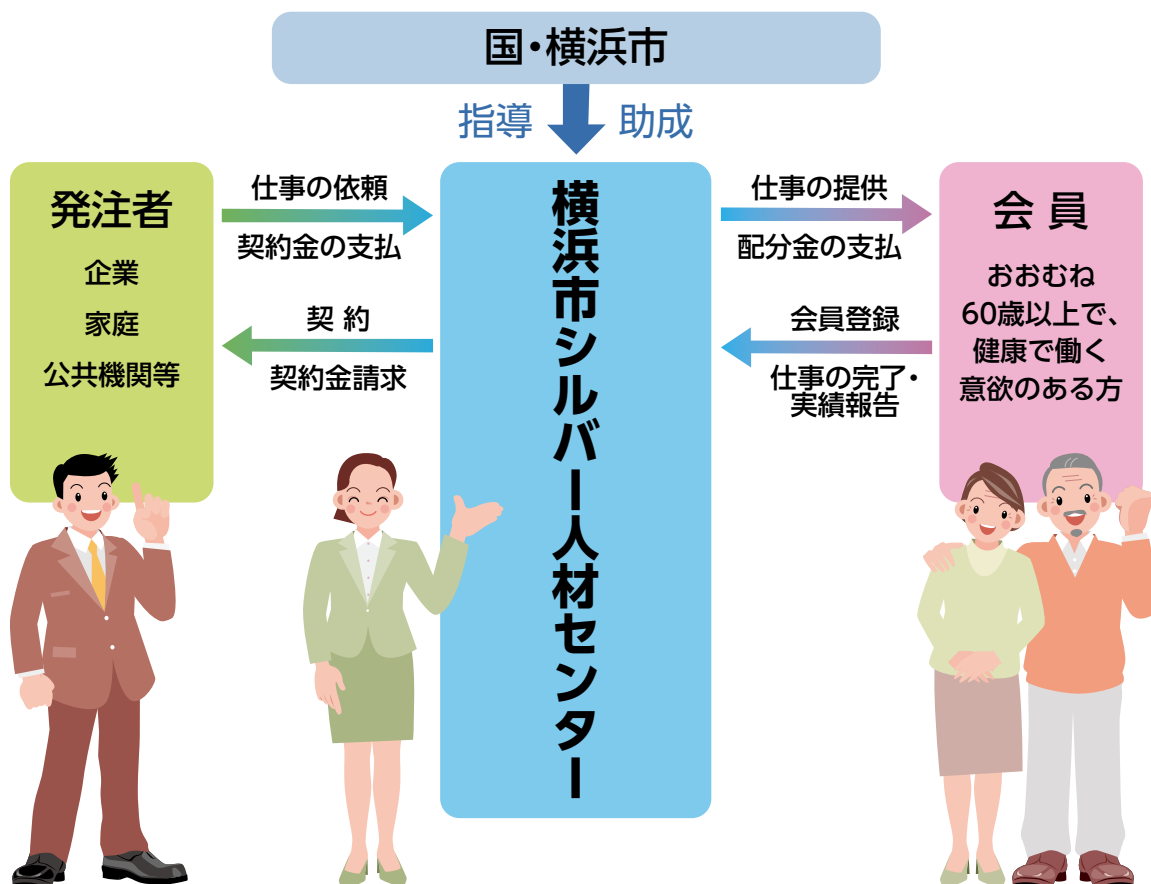 国・横浜市
指導 助成
発注者
企業
家庭
公共機関等
仕事の依頼
契約金の支払
契 約
契約金請求
横浜市シルバー人材センター
仕事の提供
配分金の支払
会員登録
仕事の完了・
実績報告
会 員
おおむね
60歳以上で、
健康で働く
意欲のある方